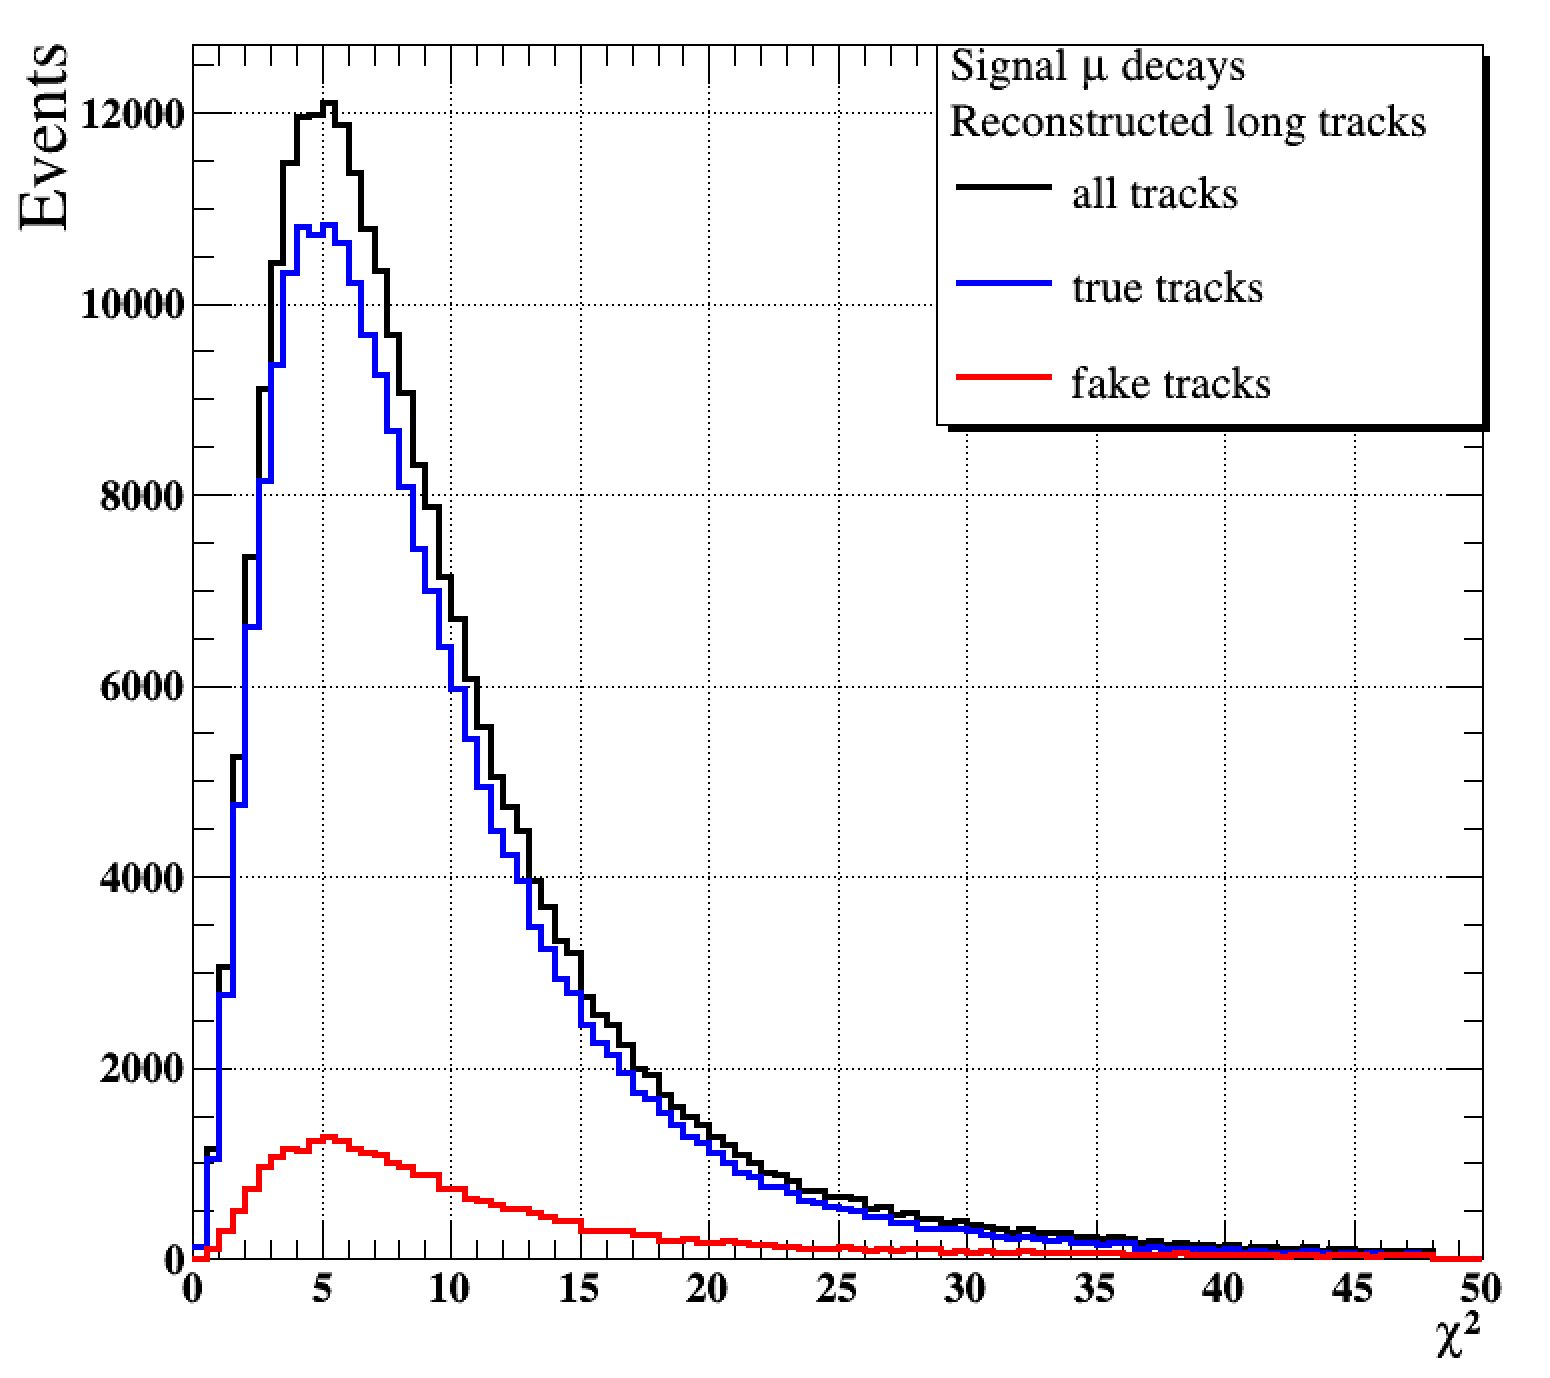 Events
12000
10000
8000
6000
4000
2000
0
Signal μ decays
Reconstructed long tracks
all tracks
true tracks
fake tracks
0 5 10 15 20 25 30 35 40 45 50
χ²